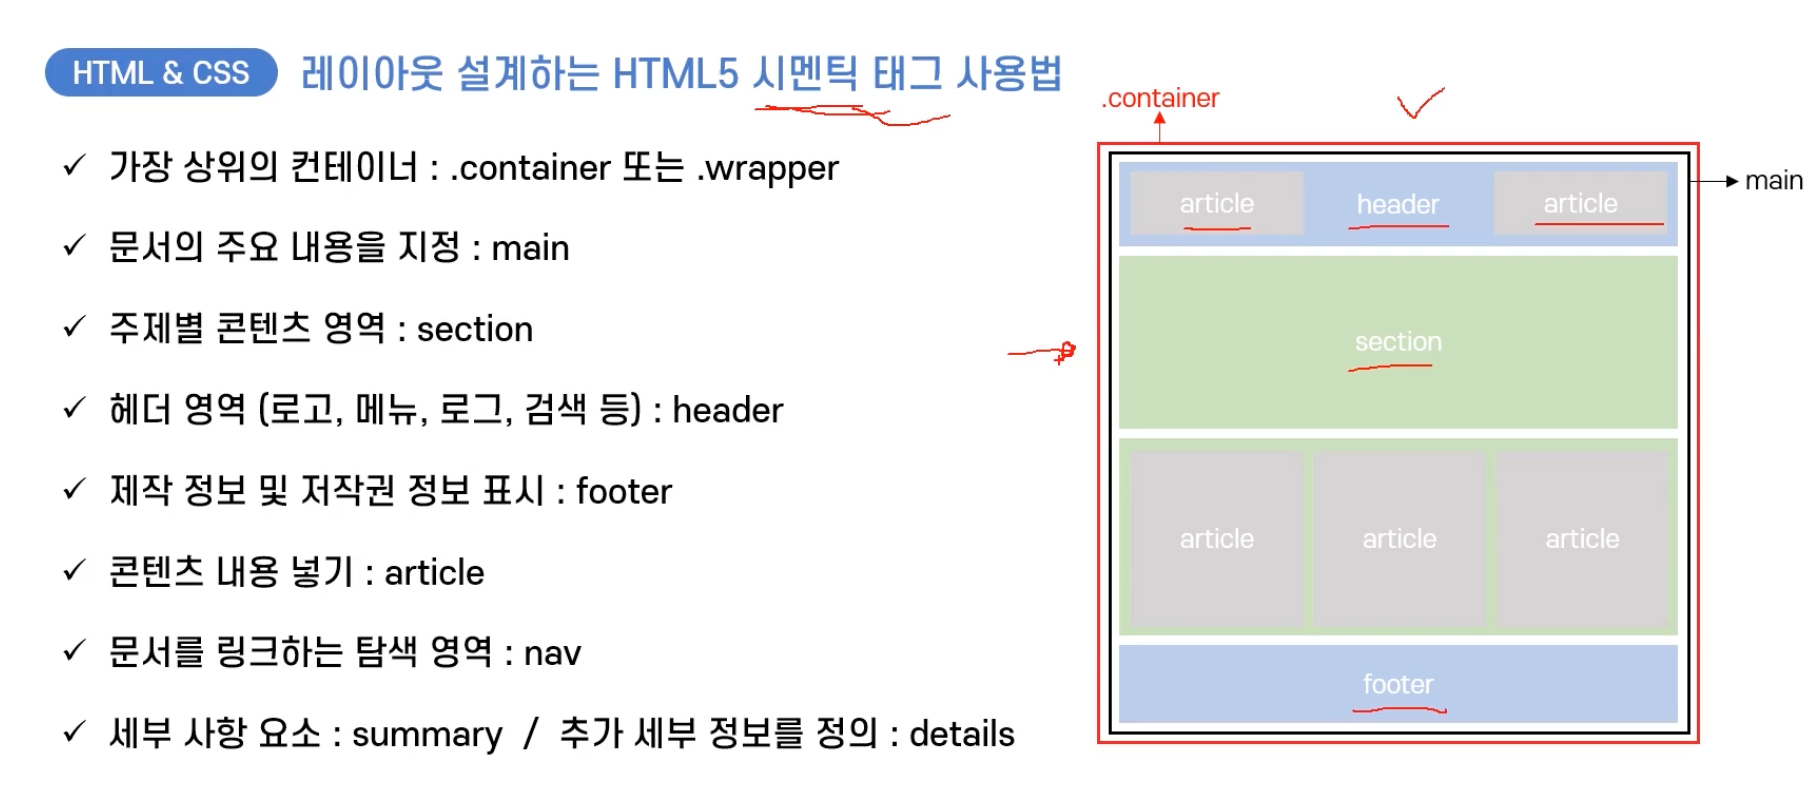 HTML & CSS 레이아웃 설계하는 HTML5 시멘틱 태그 사용법
✓ 가장 상위의 컨테이너 : .container 또는 .wrapper
✓ 문서의 주요 내용을 지정 : main
✓ 주제별 콘텐츠 영역 : section
✓ 헤더 영역 (로고, 메뉴, 로그, 검색 등) : header
✓ 제작 정보 및 저작권 정보 표시 : footer
✓ 콘텐츠 내용 넣기 : article
✓ 문서를 링크하는 탐색 영역 : nav
✓ 세부 사항 요소 : summary / 추가 세부 정보를 정의 : details
.container
main
article header article
section
article article article
footer